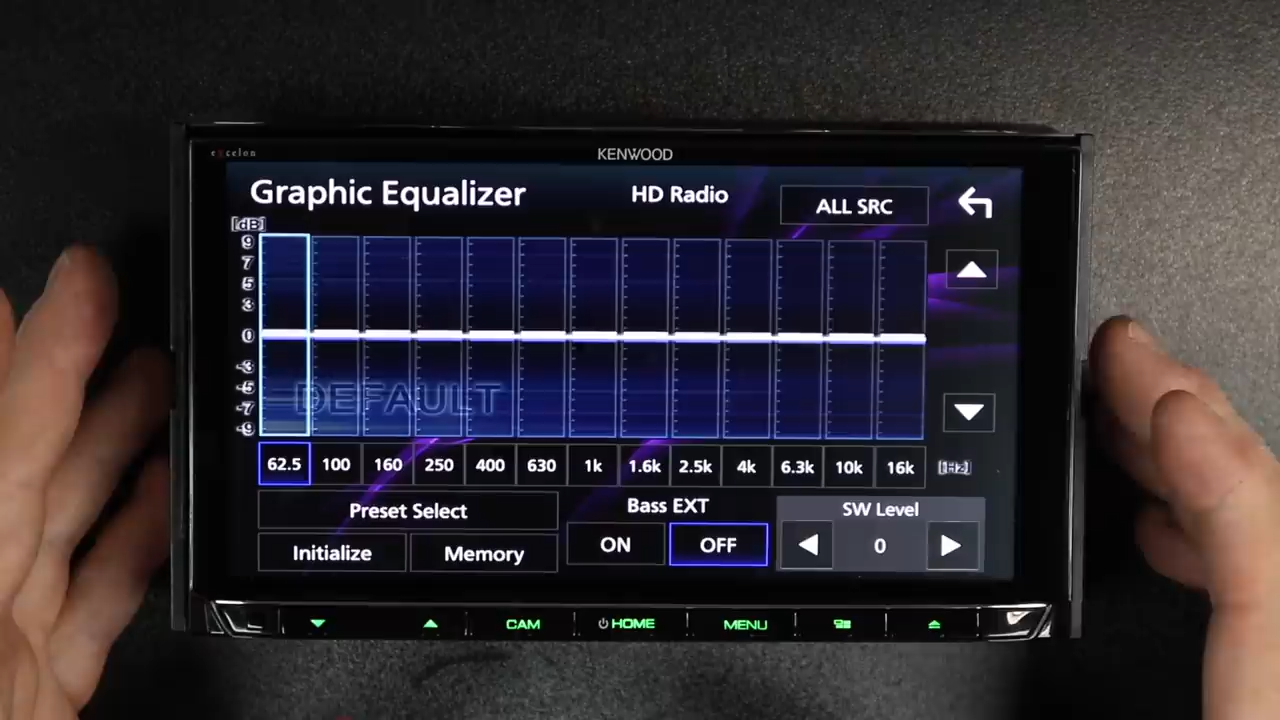 excelon
KENWOOD
Graphic Equalizer
HD Radio
ALL SRC
[dB]
9
7
5
3
0
-3
-5
-7
-9
DEFAULT
62.5 100 160 250 400 630 1k 1.6k 2.5k 4k 6.3k 10k 16k [Hz]
Preset Select
Bass EXT
SW Level
Initialize
Memory
ON
OFF
0
CAM
HOME
MENU